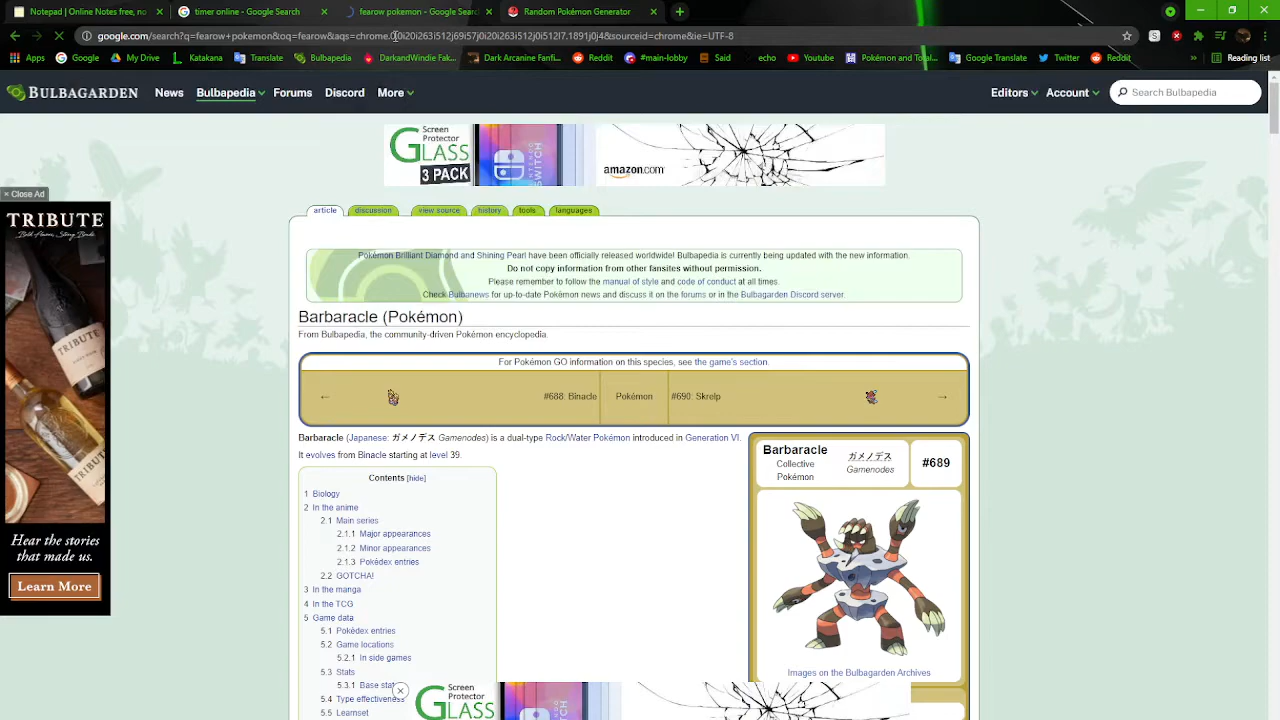 Notepad | Online Notes free, no
timer online - Google Search
fearow pokemon - Google Search
Random Pokémon Generator
google.com/search?q=fearow+pokemon&oq=fearow&aqs=chrome.0
&sourceid=chrome&ie=UTF-8
Apps Google My Drive Katakana Translate Bulbapedia DarkandWindie Fak... Dark Arcanine Fanfi... Reddit #main-lobby Said echo Youtube Pokémon and Total... Google Translate Twitter Reddit » Reading list
BULBAGARDEN News Bulbapedia Forums Discord More Editors Account Search Bulbapedia
Screen
Protector
GLASS
3 PACK
NINTENDO
SWITCH
amazon.com
× Close Ad
TRIBUTE
TRIBUTE
TRIBUTE
Hear the stories
that made us.
Learn More
article discussion view source history tools languages
Pokémon Brilliant Diamond and Shining Pearl have been officially released worldwide! Bulbapedia is currently being updated with the new information.
Do not copy information from other fansites without permission.
Please remember to follow the manual of style and code of conduct at all times.
Check Bulbanews for up-to-date Pokémon news and discuss it on the forums or in the Bulbagarden Discord server.
Barbaracle (Pokémon)
From Bulbapedia, the community-driven Pokémon encyclopedia.
For Pokémon GO information on this species, see the game's section.
← #688: Binacle Pokémon #690: Skrelp →
Barbaracle (Japanese: ガメノデス Gamenodes) is a dual-type Rock/Water Pokémon introduced in Generation VI.
It evolves from Binacle starting at level 39.
Contents [hide]
1 Biology
2 In the anime
2.1 Main series
2.1.1 Major appearances
2.1.2 Minor appearances
2.1.3 Pokédex entries
2.2 GOTCHA!
3 In the manga
4 In the TCG
5 Game data
5.1 Pokédex entries
5.2 Game locations
5.2.1 In side games
5.3 Stats
5.3.1 Base stats
5.4 Type effectiveness
5.5 Learnset
Barbaracle
Collective
Pokémon
ガメノデス
Gamenodes
#689
Images on the Bulbagarden Archives
Screen
Protector
GLASS